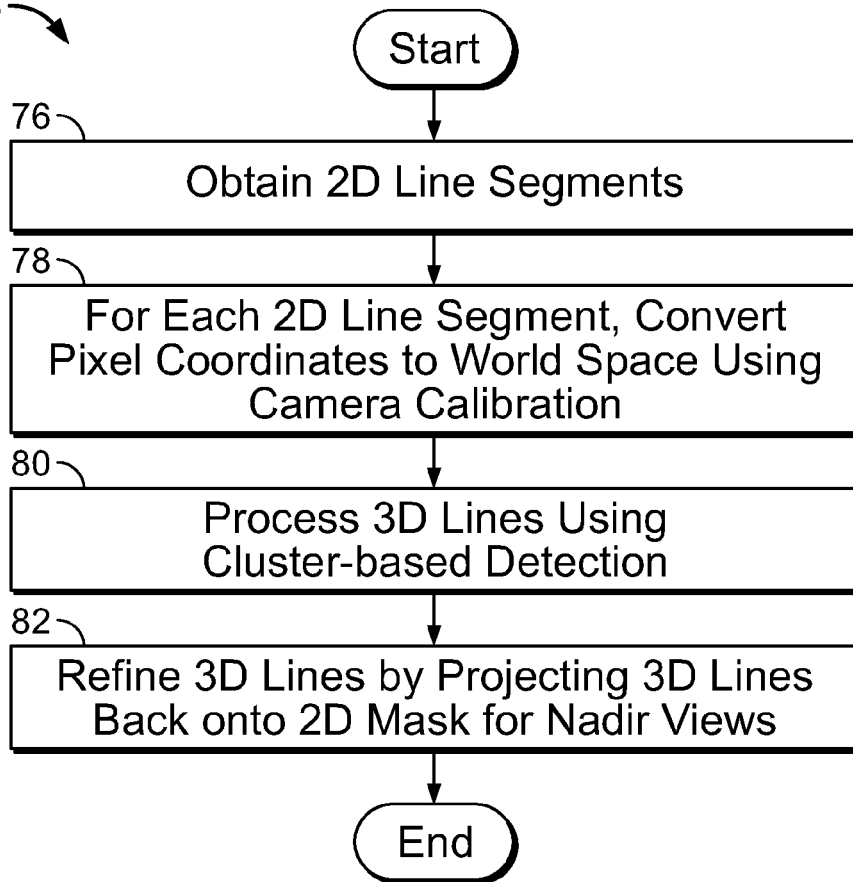 Start
76
Obtain 2D Line Segments
78
For Each 2D Line Segment, Convert
Pixel Coordinates to World Space Using
Camera Calibration
80
Process 3D Lines Using
Cluster-based Detection
82
Refine 3D Lines by Projecting 3D Lines
Back onto 2D Mask for Nadir Views
End